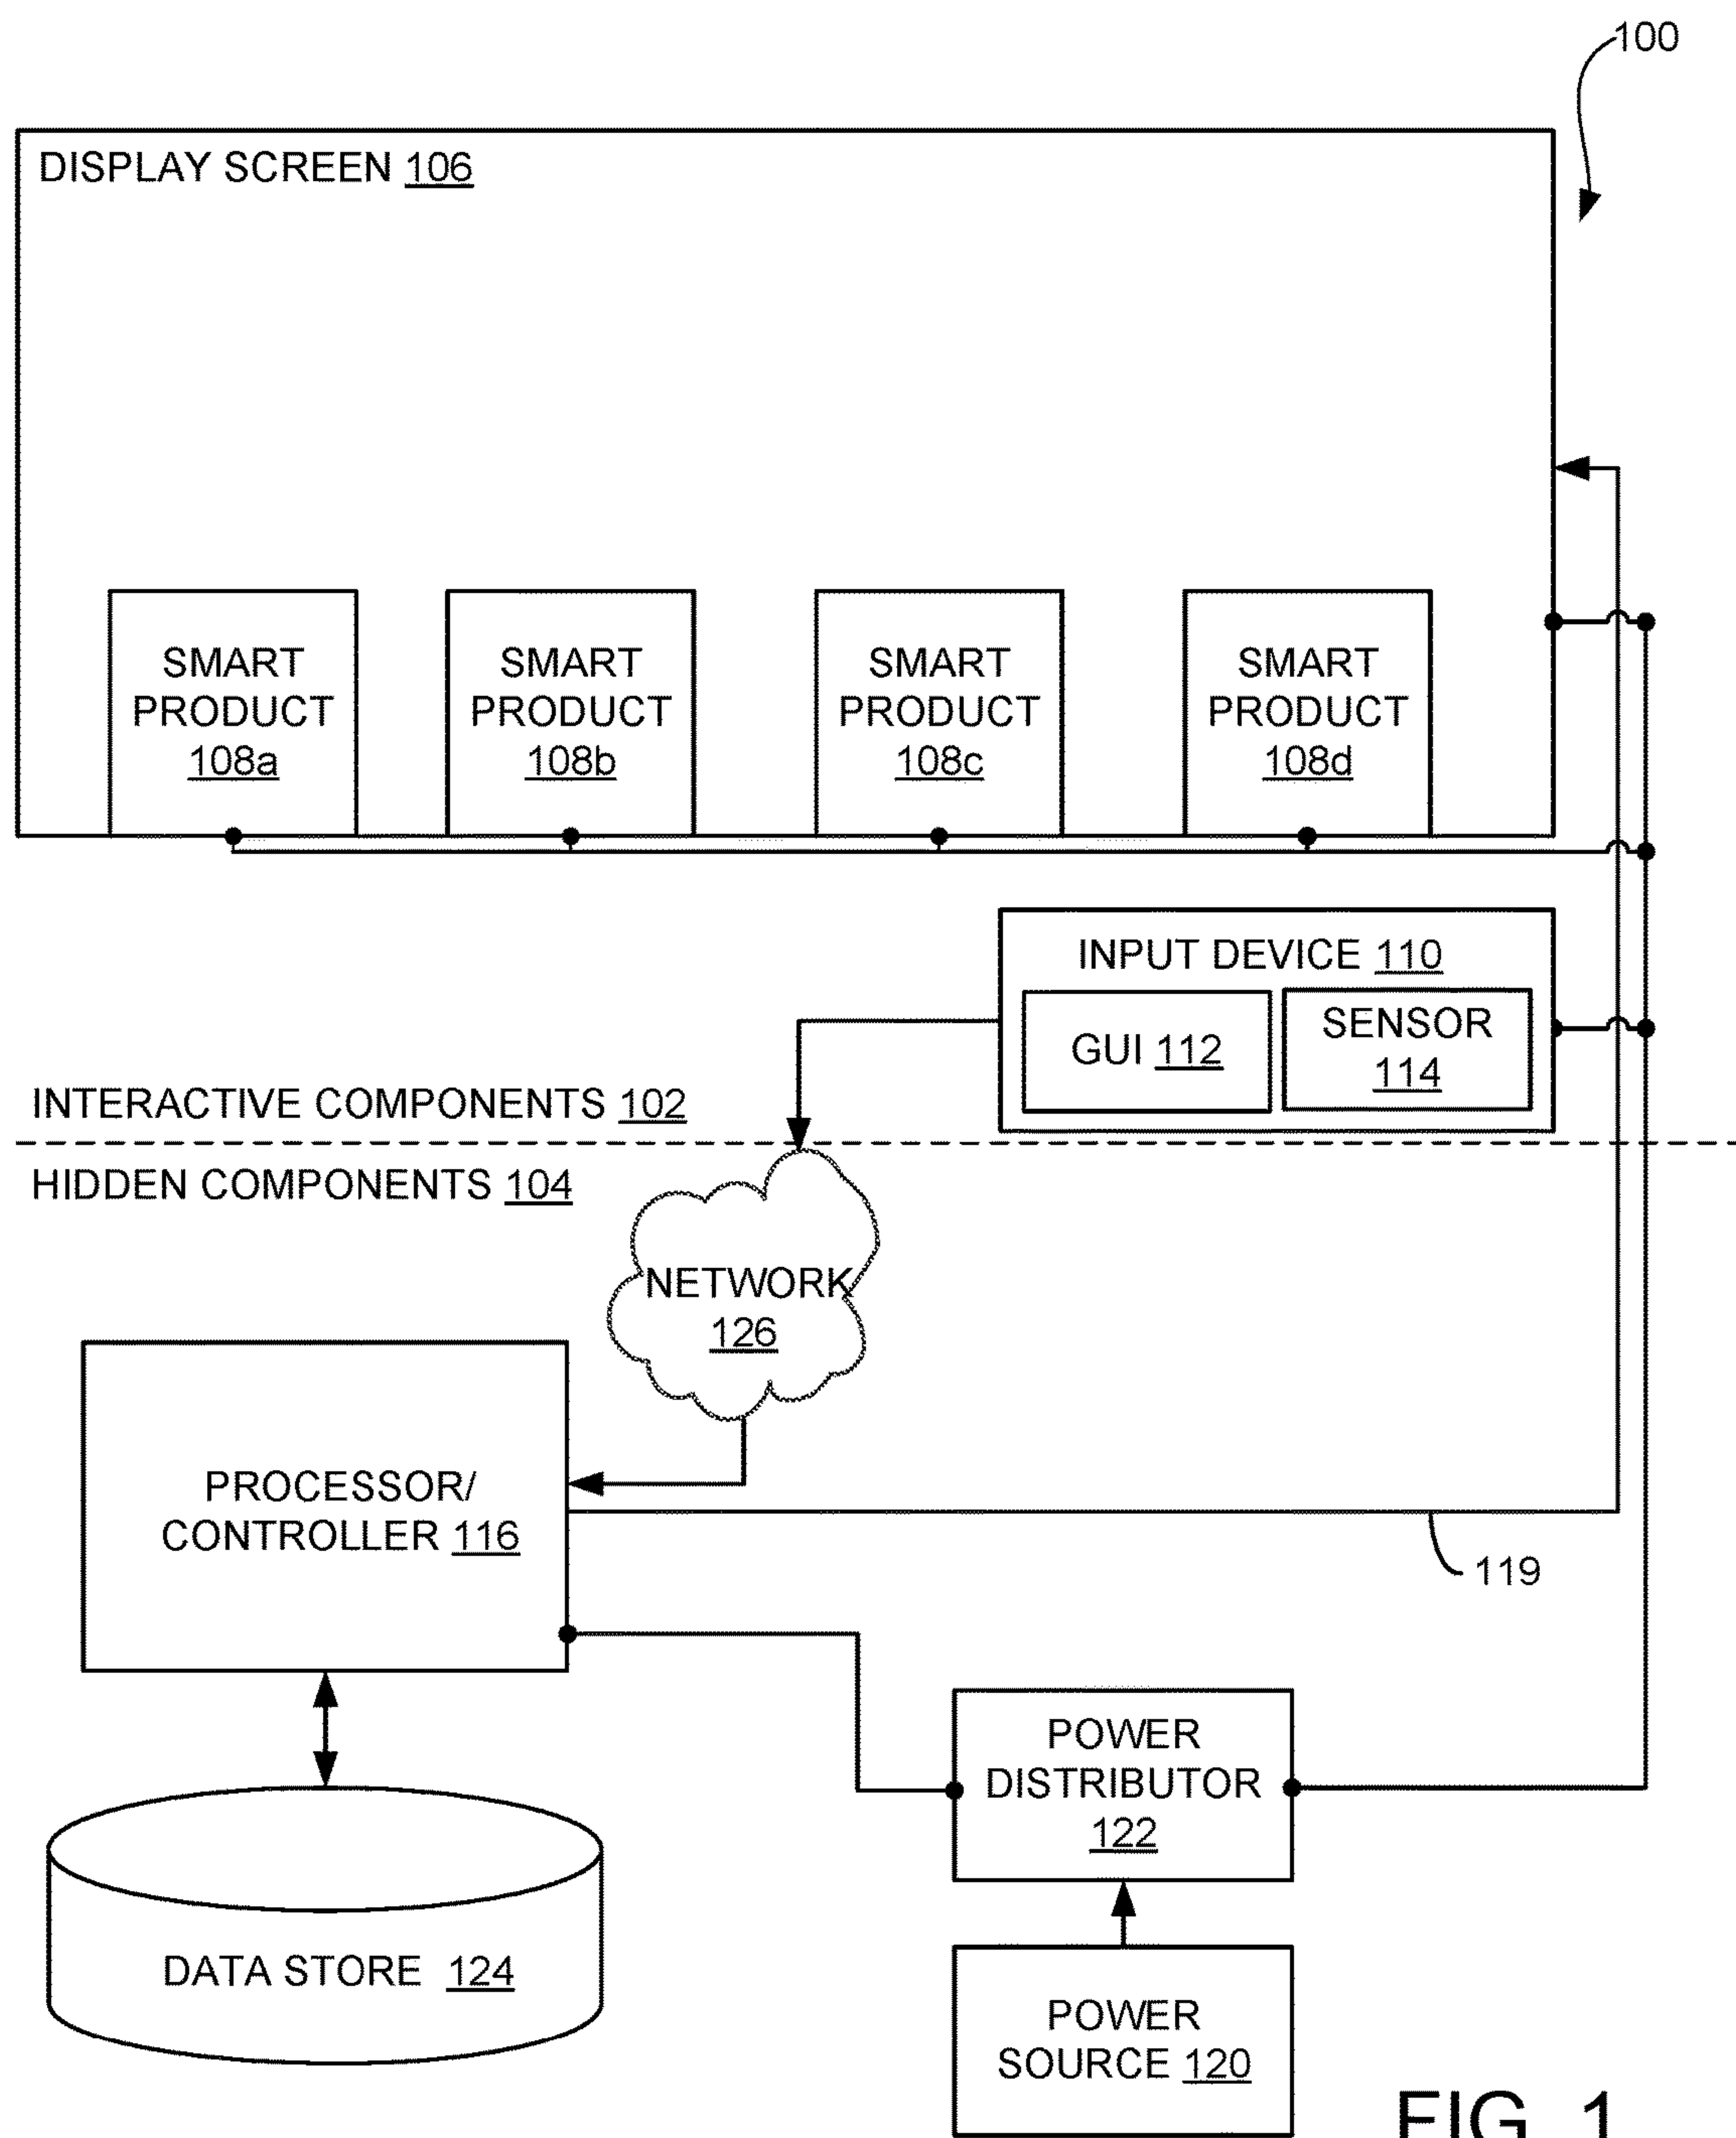 100
DISPLAY SCREEN 106
SMART
PRODUCT
108a
SMART
PRODUCT
108b
SMART
PRODUCT
108c
SMART
PRODUCT
108d
INPUT DEVICE 110
GUI 112
SENSOR
114
INTERACTIVE COMPONENTS 102
HIDDEN COMPONENTS 104
NETWORK
126
PROCESSOR/
CONTROLLER 116
119
POWER
DISTRIBUTOR
122
DATA STORE 124
POWER
SOURCE 120
FIG. 1